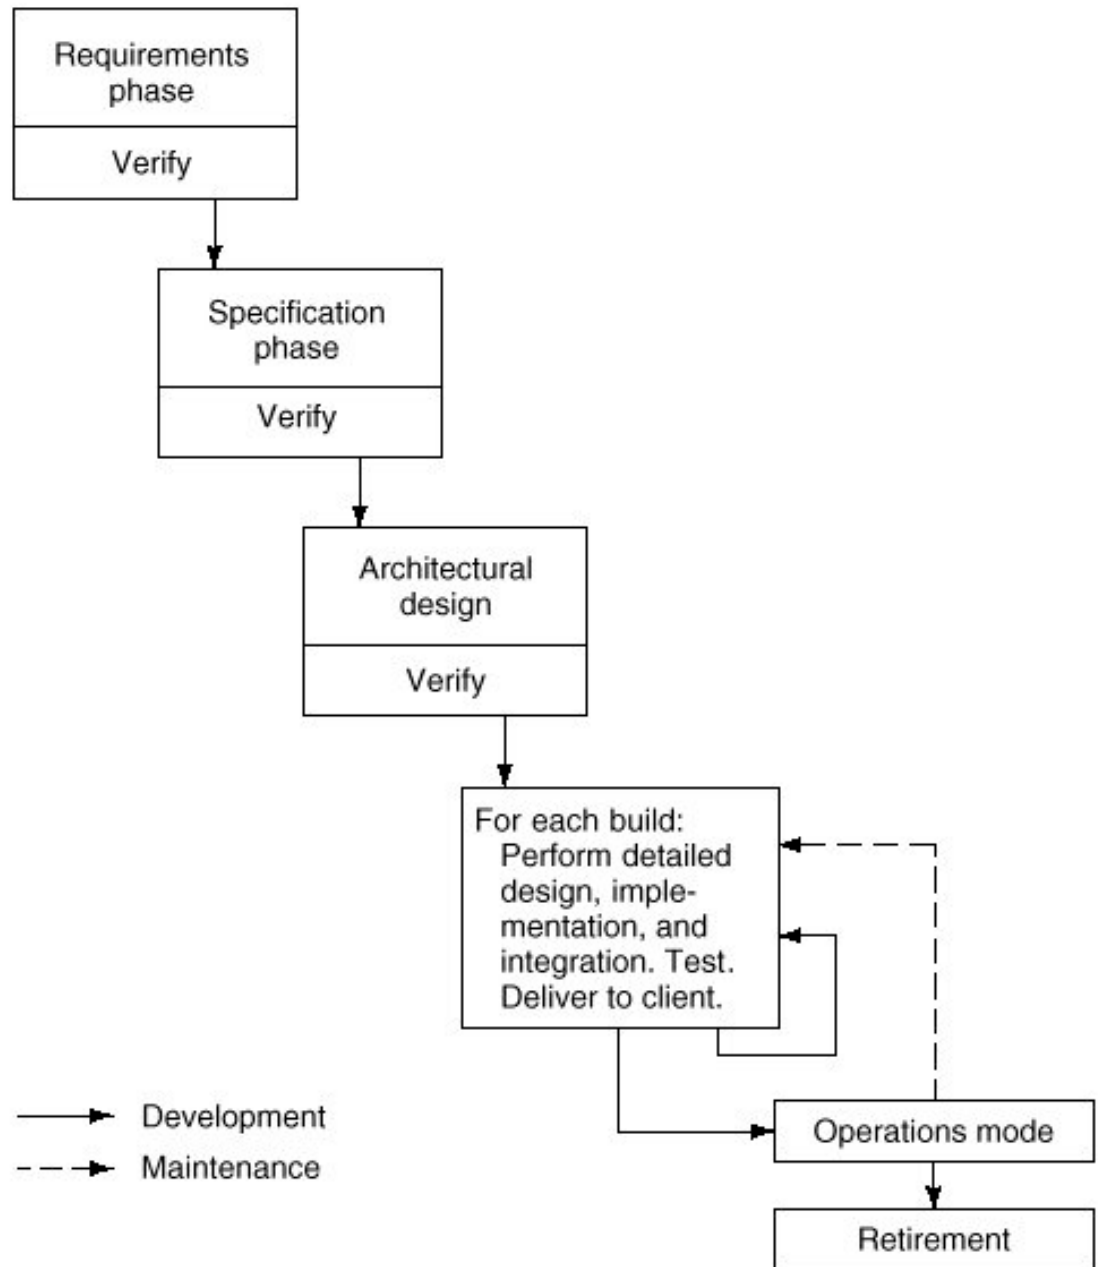 Requirements
phase
Verify
Specification
phase
Verify
Architectural
design
Verify
For each build:
Perform detailed
design, imple-
mentation, and
integration. Test.
Deliver to client.
Development
Maintenance
Operations mode
Retirement